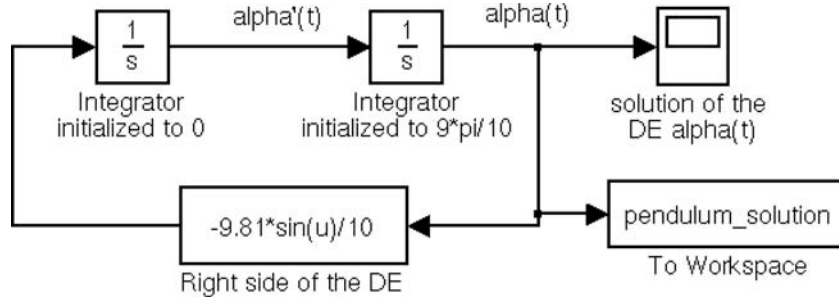 alpha'(t)
alpha(t)
1
s
1
s
Integrator
initialized to 0
Integrator
initialized to 9*pi/10
solution of the
DE alpha(t)
-9.81*sin(u)/10
Right side of the DE
pendulum_solution
To Workspace